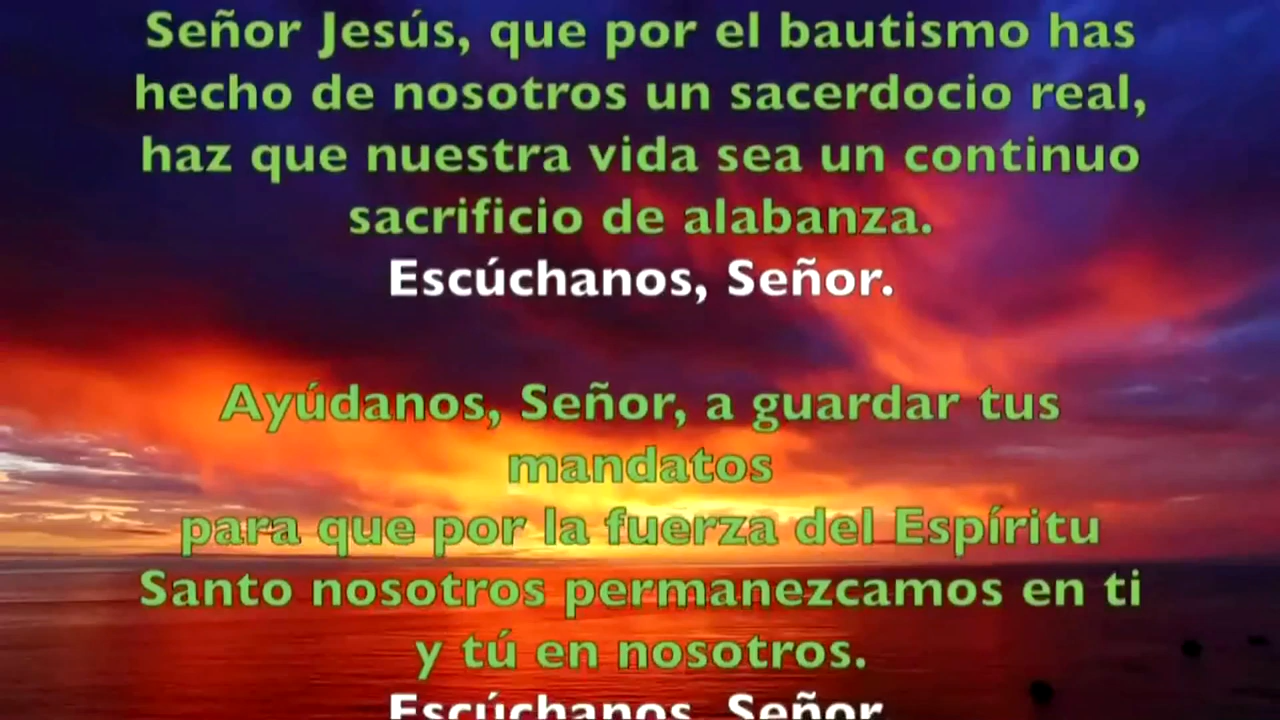 Señor Jesús, que por el bautismo has
hecho de nosotros un sacerdocio real,
haz que nuestra vida sea un continuo
sacrificio de alabanza.
Escúchanos, Señor.
Ayúdanos, Señor, a guardar tus
mandatos
para que por la fuerza del Espíritu
Santo nosotros permanezcamos en ti
y tú en nosotros.
Escúchanos, Señor.